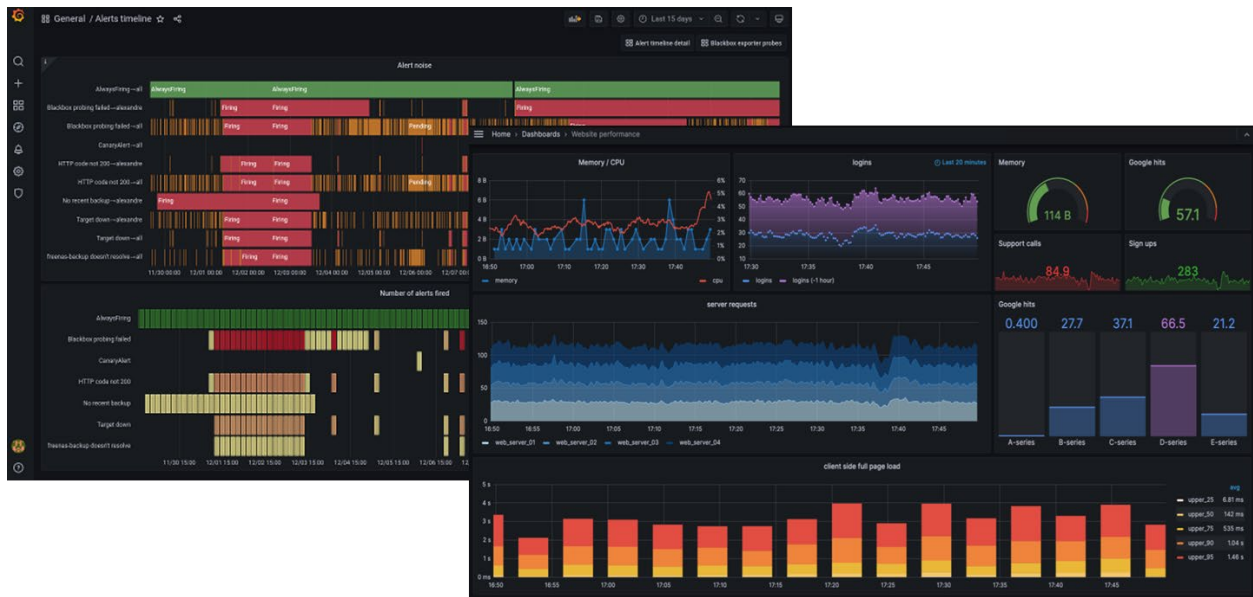 General / Alerts timeline
Last 15 days
Alert timeline detail
Blackbox exporter probes
Alert noise
AlwaysFiring—all
AlwaysFiring AlwaysFiring AlwaysFiring
Blackbox probing failed—alexandre
Firing Firing Firing
Blackbox probing failed—all
Firing Firing Pending
CanaryAlert—all
HTTP code not 200—alexandre
Firing Firing
HTTP code not 200—all
Firing Firing Pending
No recent backup—alexandre
Firing Firing
Target down—alexandre
Firing Firing
Target down—all
Firing Firing
freenas-backup doesn't resolve—all
Firing Firing
11/30 00:00 12/01 00:00 12/02 00:00 12/03 00:00 12/04 00:00 12/05 00:00 12/06 00:00 12/07 00:
Number of alerts fired
AlwaysFiring
Blackbox probing failed
CanaryAlert
HTTP code not 200
No recent backup
Target down
freenas-backup doesn't resolve
11/30 15:00 12/01 15:00 12/02 15:00 12/03 15:00 12/04 15:00 12/05 15:00 12/06 15:00 12
Home > Dashboards > Website performance
Memory / CPU
8 B 6%
5%
6 B
4%
4 B 3%
2%
2 B
1%
0 B 0%
16:50 17:00 17:10 17:20 17:30 17:40
memory cpu
logins
Last 20 minutes
70
60
50
40
30
20
10
17:30 17:35 17:40 17:45
logins logins (-1 hour)
Memory
114 B
Google hits
57.1
Support calls
84.9
Sign ups
283
server requests
150
100
50
0
16:50 16:55 17:00 17:05 17:10 17:15 17:20 17:25 17:30 17:35 17:40 17:45
web_server_01 web_server_02 web_server_03 web_server_04
Google hits
0.400 27.7 37.1 66.5 21.2
A-series B-series C-series D-series E-series
client side full page load
5 s
4 s
3 s
2 s
1 s
0 ms
16:50 16:55 17:00 17:05 17:10 17:15 17:20 17:25 17:30 17:35 17:40 17:45
avg
upper_25 6.81 ms
upper_50 142 ms
upper_75 535 ms
upper_90 1.04 s
upper_95 1.46 s